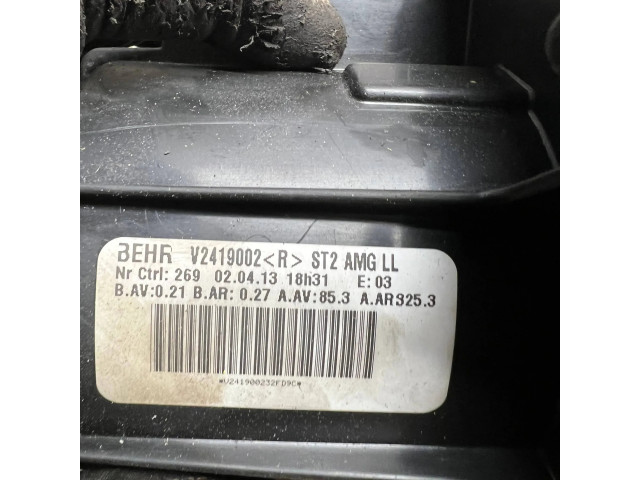 BEHR V2419002<R> ST2 AMG LL
Nr Ctrl: 269 02.04.13 18h31 E:03
B.AV:0.21 B.AR: 0.27 A.AV:85.3 A.AR325.3
*V241900232FD9C*